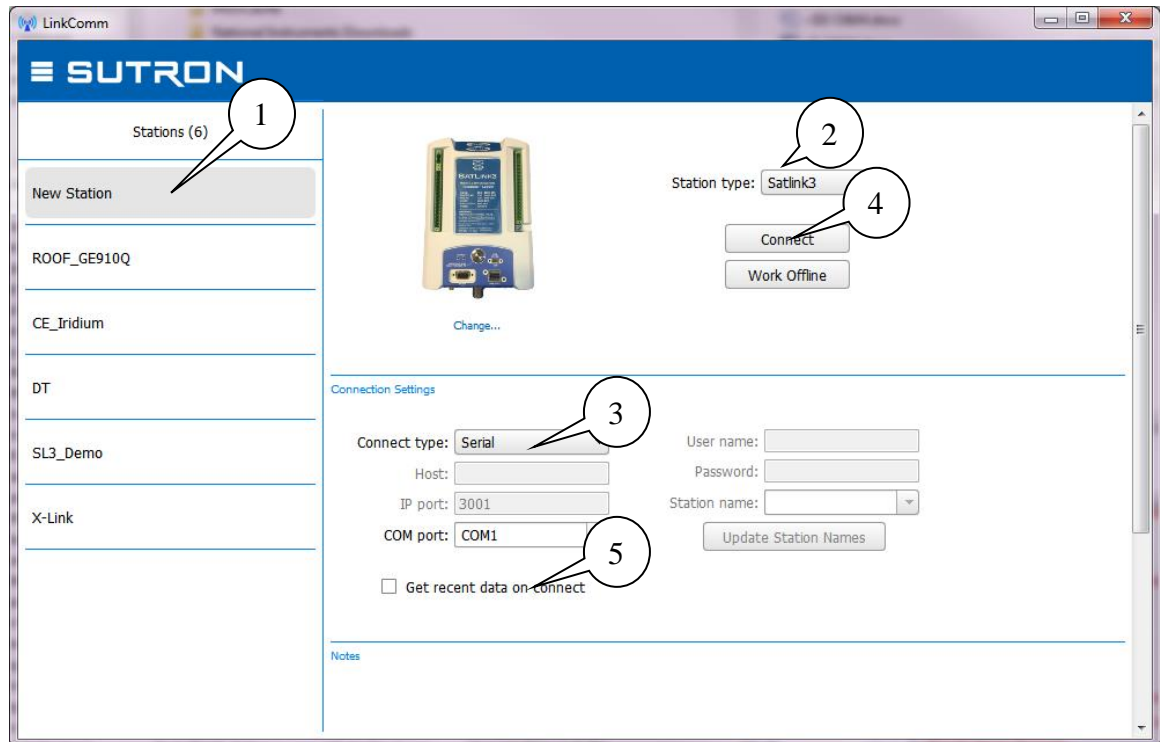 LinkComm
SUTRON
1
Stations (6)
New Station
ROOF_GE910Q
CE_Iridium
DT
SL3_Demo
X-Link
SATLINK3
Change...
2
Station type: Satlink3
4
Connect
Work Offline
Connection Settings
3
Connect type: Serial
Host:
IP port: 3001
COM port: COM1
5
Get recent data on connect
User name:
Password:
Station name:
Update Station Names
Notes